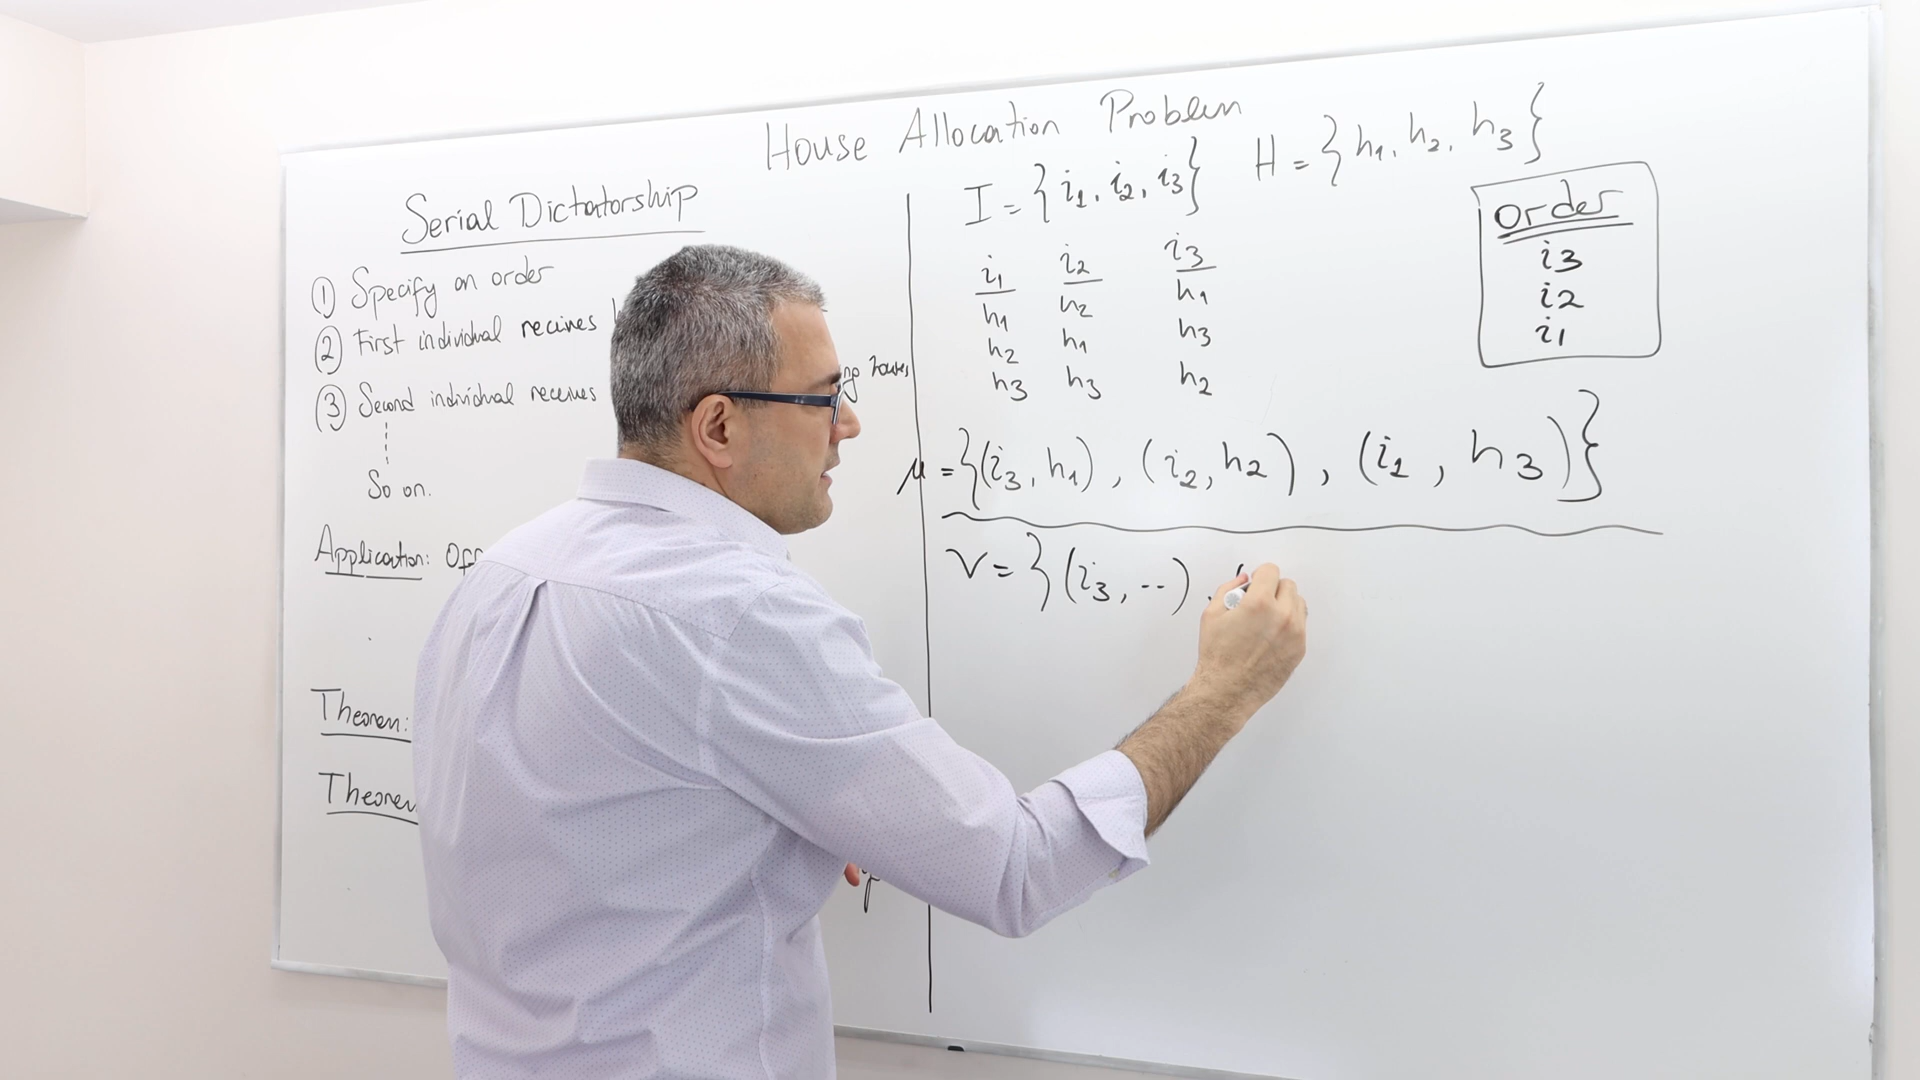 House Allocation Problem
Serial Dictatorship
① Specify an order
② First individual receives
③ Second individual receives ng houses
So on.
Application: Off
Theorem:
Theorem
I = {i1, i2, i3} H = {h1, h2, h3}
i1 i2 i3
h1 h2 h1
h2 h1 h3
h3 h3 h2
Order
i3
i2
i1
μ = {(i3, h1), (i2, h2), (i1, h3)}
ν = {(i3, --), (